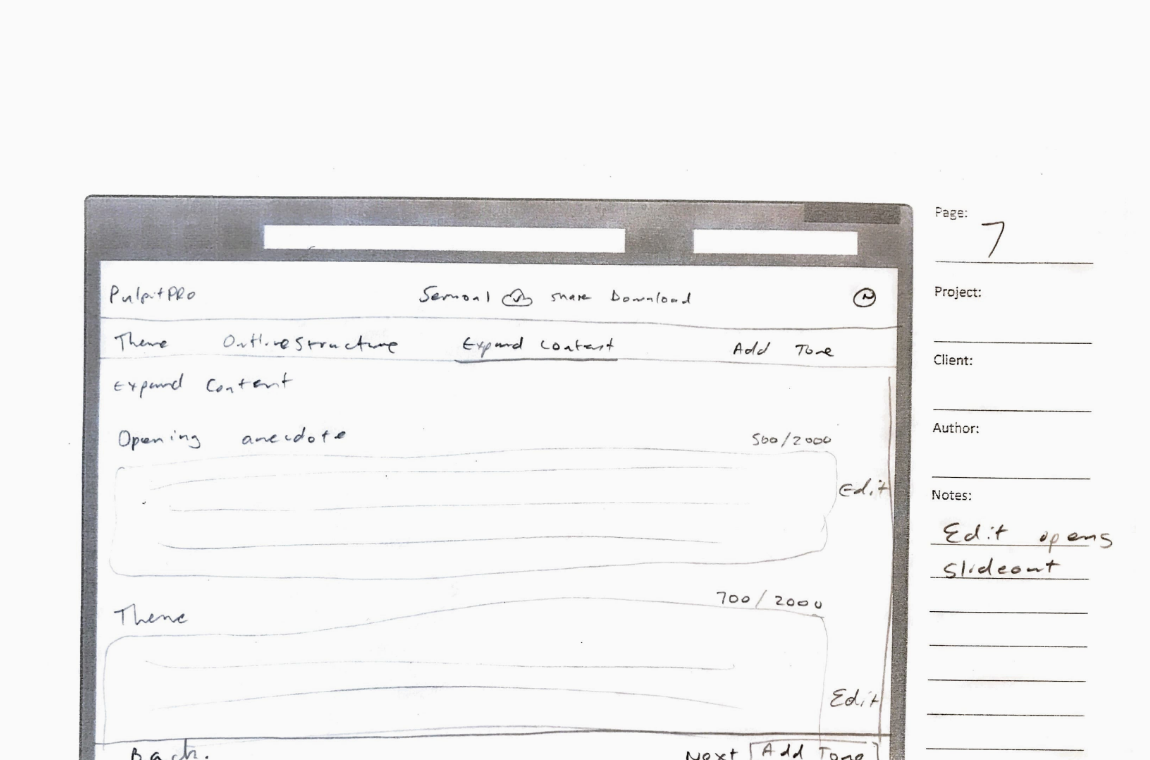 Page:
7
Project:
PulpitPRO Sermon1 share Download
Theme Outline Structure Expand Content Add Tone
Client:
Expand Content
Author:
Opening anecdote 500/2000
Edit
Notes:
Edit opens
slideout
Theme 700/2000
Edit
Back. Next Add Tone